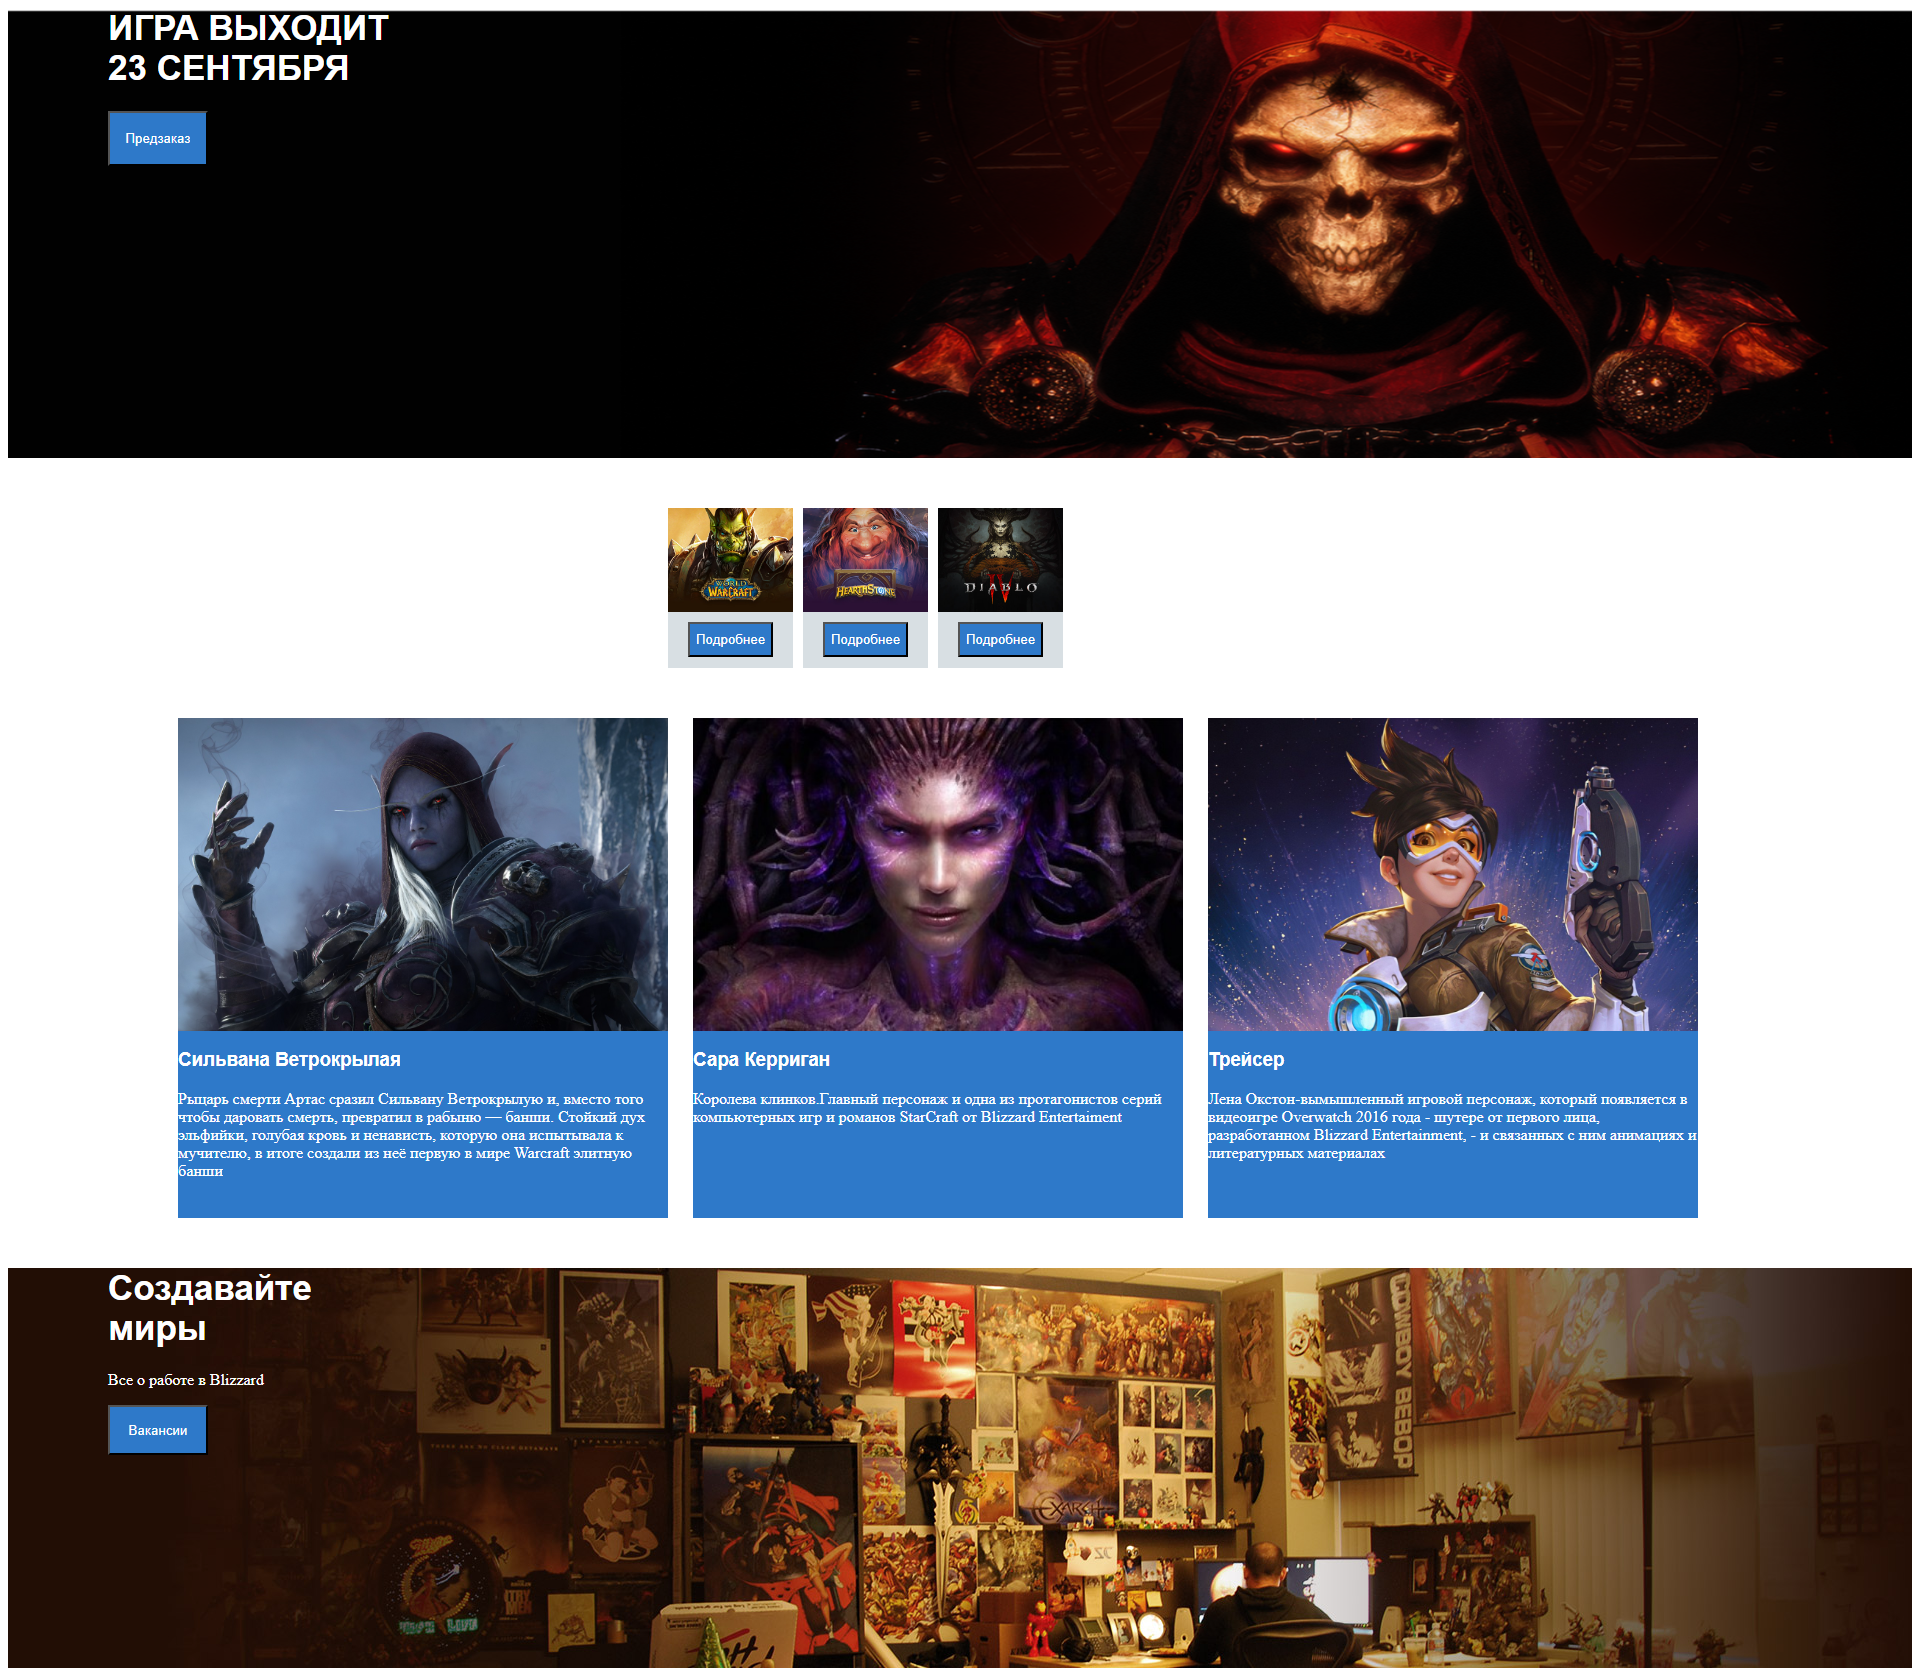 ИГРА ВЫХОДИТ
23 СЕНТЯБРЯ
Предзаказ
WORLD
WARCRAFT
HEARTHSTONE
DIABLO
IV
Подробнее
Подробнее
Подробнее
Сильвана Ветрокрылая
Рыцарь смерти Артас сразил Сильвану Ветрокрылую и, вместо того
чтобы даровать смерть, превратил в рабыню — банши. Стойкий дух
эльфийки, голубая кровь и ненависть, которую она испытывала к
мучителю, в итоге создали из неё первую в мире Warcraft элитную
банши
Сара Керриган
Королева клинков.Главный персонаж и одна из протагонистов серий
компьютерных игр и романов StarCraft от Blizzard Entertaiment
Трейсер
Лена Окстон-вымышленный игровой персонаж, который появляется в
видеоигре Overwatch 2016 года - шутере от первого лица,
разработанном Blizzard Entertainment, - и связанных с ним анимациях и
литературных материалах
Создавайте
миры
Все о работе в Blizzard
Вакансии
COWBOY BEBOP
EXARCH